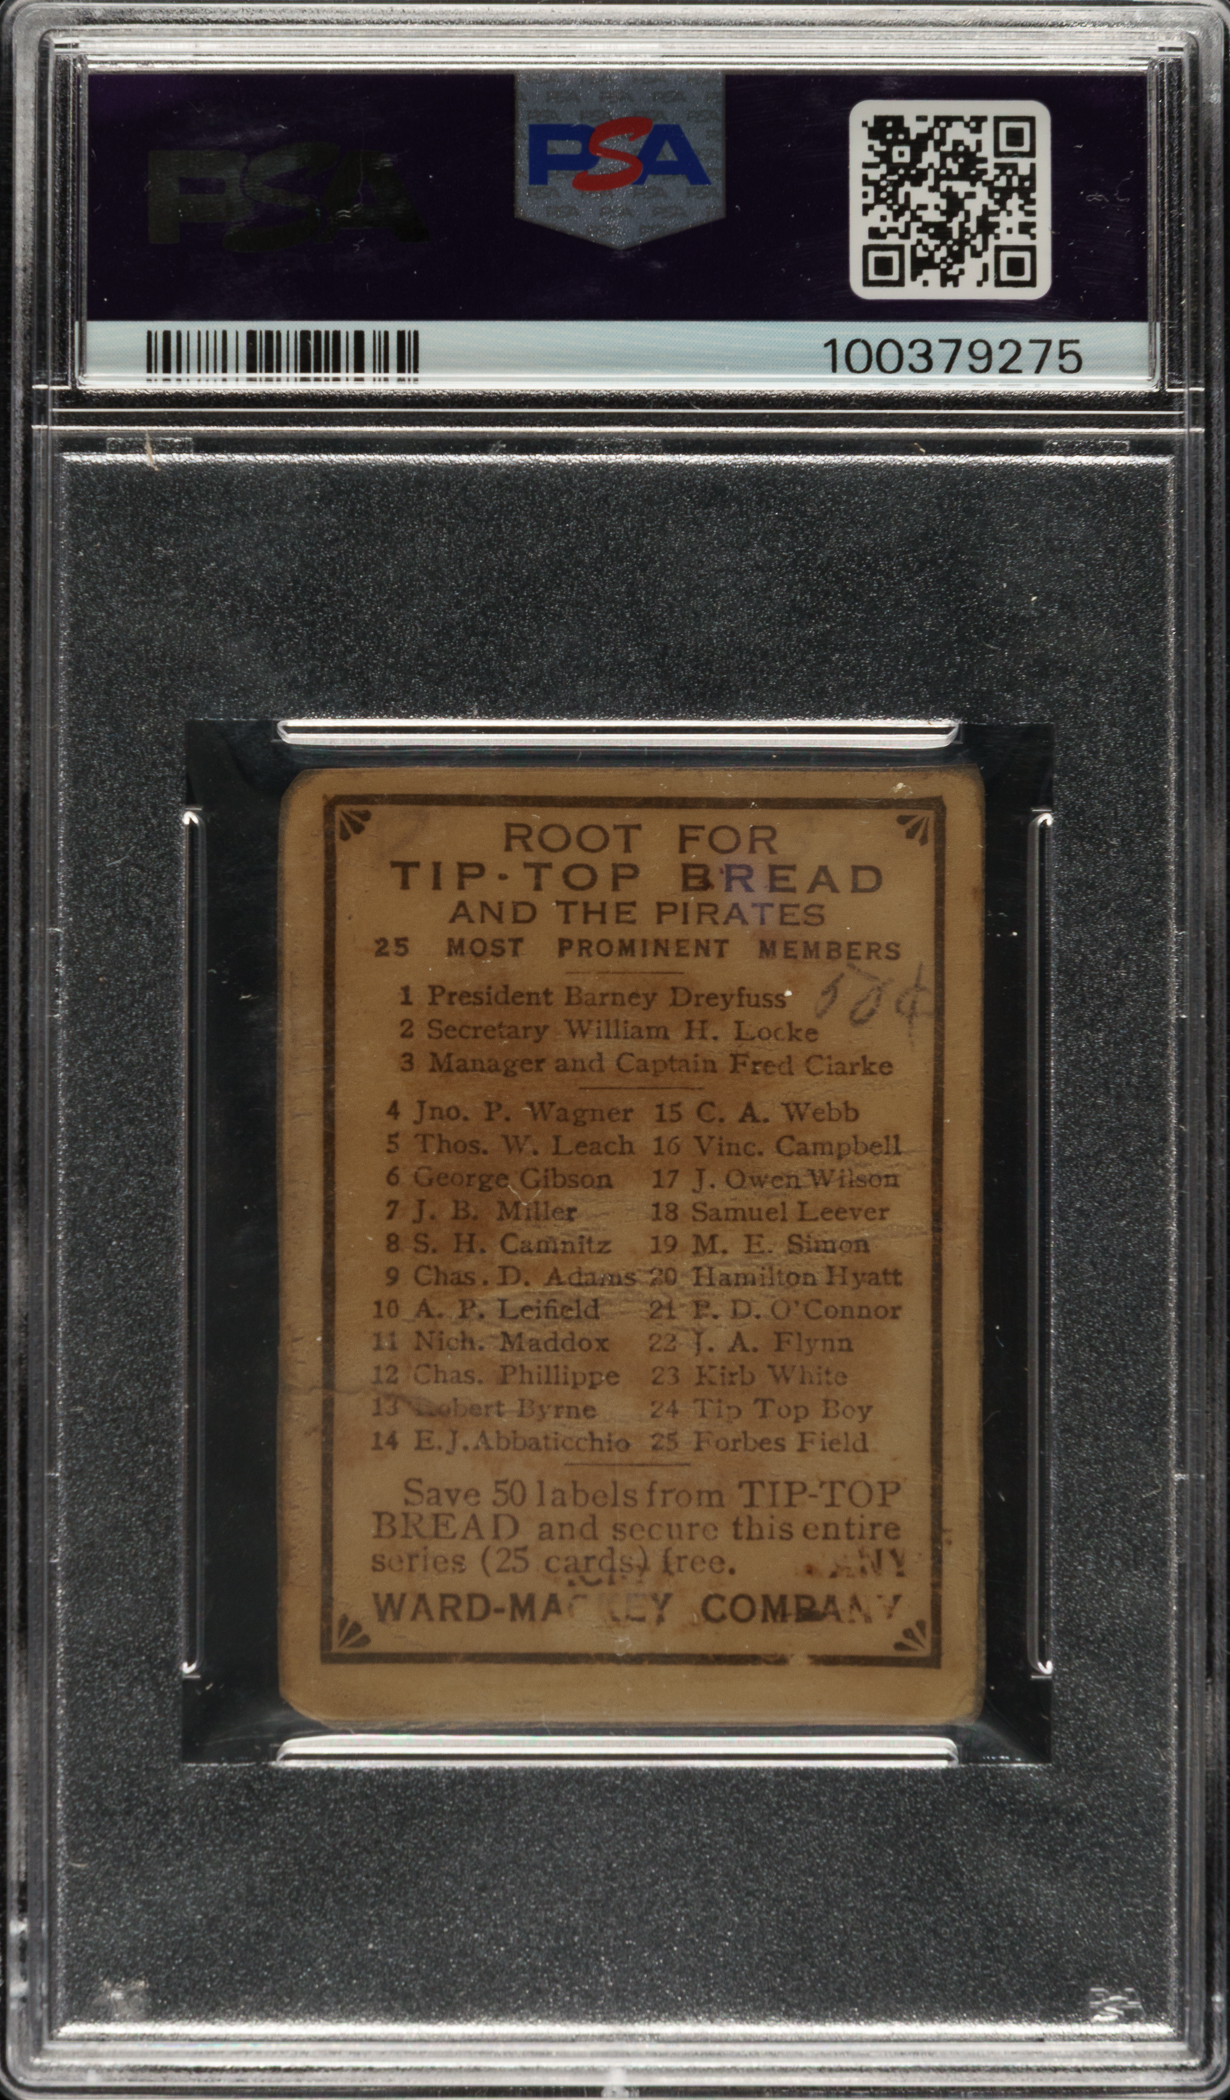 PSA
PSA
100379275
ROOT FOR
TIP-TOP BREAD
AND THE PIRATES
25 MOST PROMINENT MEMBERS
1 President Barney Dreyfuss
50¢
2 Secretary William H. Locke
3 Manager and Captain Fred Clarke
4 Jno. P. Wagner 15 C. A. Webb
5 Thos. W. Leach 16 Vinc. Campbell
6 George Gibson 17 J. Owen Wilson
7 J. B. Miller 18 Samuel Leever
8 S. H. Camnitz 19 M. E. Simon
9 Chas. D. Adams 20 Hamilton Hyatt
10 A. P. Leifield 21 P. D. O'Connor
11 Nich. Maddox 22 J. A. Flynn
12 Chas. Phillippe 23 Kirb White
13 Robert Byrne 24 Tip Top Boy
14 E.J. Abbaticchio 25 Forbes Field
Save 50 labels from TIP-TOP
BREAD and secure this entire
series (25 cards) free.
WARD-MACKEY COMPANY